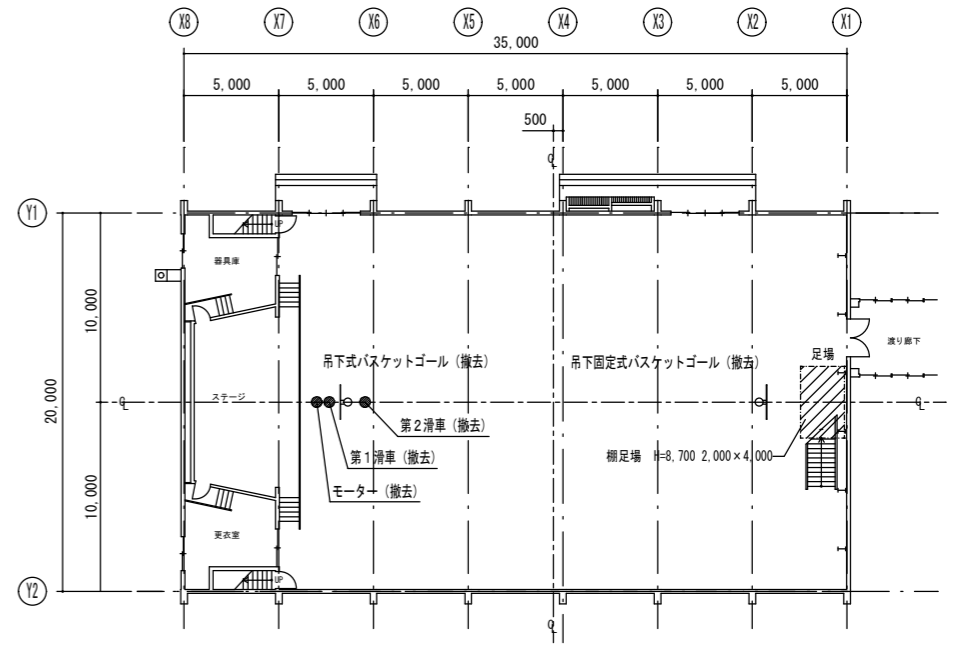 X8
X7
X6
X5
X4
X3
X2
X1
35,000
5,000
5,000
5,000
5,000
5,000
5,000
5,000
500
℄
Y1
UP
器具庫
10,000
20,000
渡り廊下
足場
吊下式バスケットゴール (撤去)
吊下固定式バスケットゴール (撤去)
℄
ステージ
℄
第2滑車 (撤去)
第1滑車 (撤去)
モーター (撤去)
棚足場 H=8,700 2,000×4,000
10,000
更衣室
UP
Y2
℄